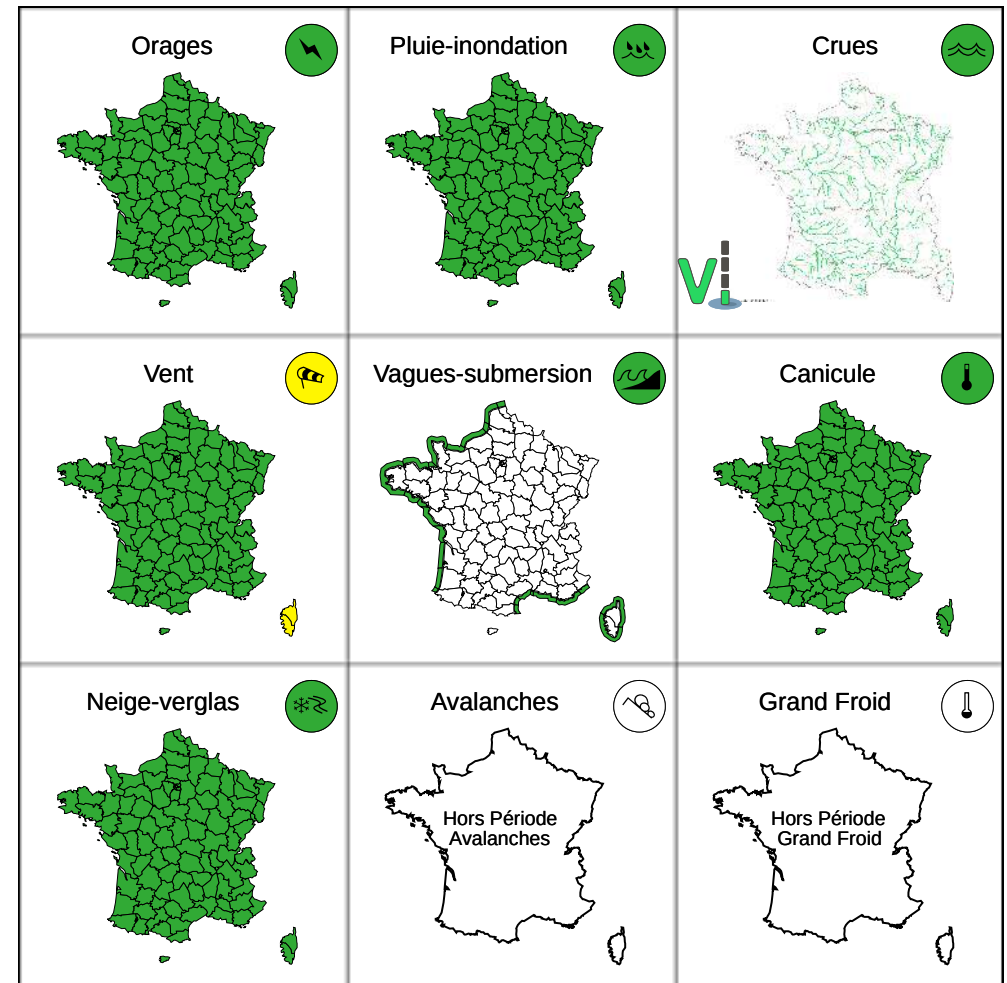 Orages
Pluie-inondation
Crues
Vi
Vent
Vagues-submersion
Canicule
Neige-verglas
Avalanches
Grand Froid
Hors Période
Avalanches
Hors Période
Grand Froid